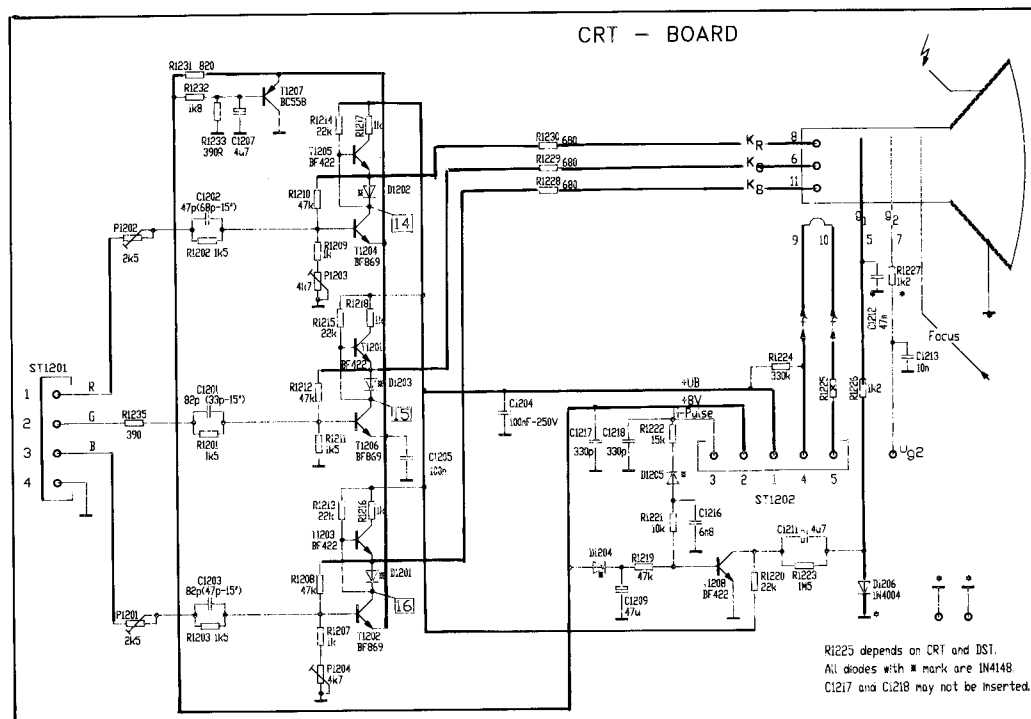 CRT - BOARD
R1231 820
R1232
1k8
T1207
BC558
R1233
390R
C1207
4u7
R1214
22k
R1217
1k
T1205
BF422
D1202
R1210
47k
14
C1202
47p(68p-15")
P1202
2k5
R1202 1k5
R1209
1k
T1204
BF869
P1203
4k7
R1230 680
R1229 680
R1228 680
KR 8
KG 6
KB 11
g1
g2
9
10
5
7
R1227
1k2
*
C1212
47n
*
C1213
10n
Focus
R1218
1k
R1215
22k
T1201
BF422
D1203
*
R1212
47k
15
ST1201
1
R
2
G
3
B
4
R1235
390
C1201
82p (33p-15")
R1201
1k5
R1211
1k5
T1206
BF869
C1205
100n
C1204
100nF-250V
R1224
330k
R1225
R1226
1k2
+UB
+8V
C1217
330p
C1218
330p
R1222
15k
D1205
*
3
2
1
4
5
ST1202
Ug2
R1213
22k
R1216
1k
T1203
BF422
D1201
*
R1208
47k
16
R1221
10k
C1216
6n8
C1203
82p(47p-15")
P1201
2k5
R1203 1k5
R1207
1k
T1202
BF869
P1204
4k7
D1204
*
R1219
47k
C1209
47u
T1208
BF422
R1220
22k
C1211 4u7
R1223
1M5
D1206
1N4004
*
* *
R1225 depends on CRT and DST.
All diodes with * mark are 1N4148.
C1217 and C1218 may not be inserted.